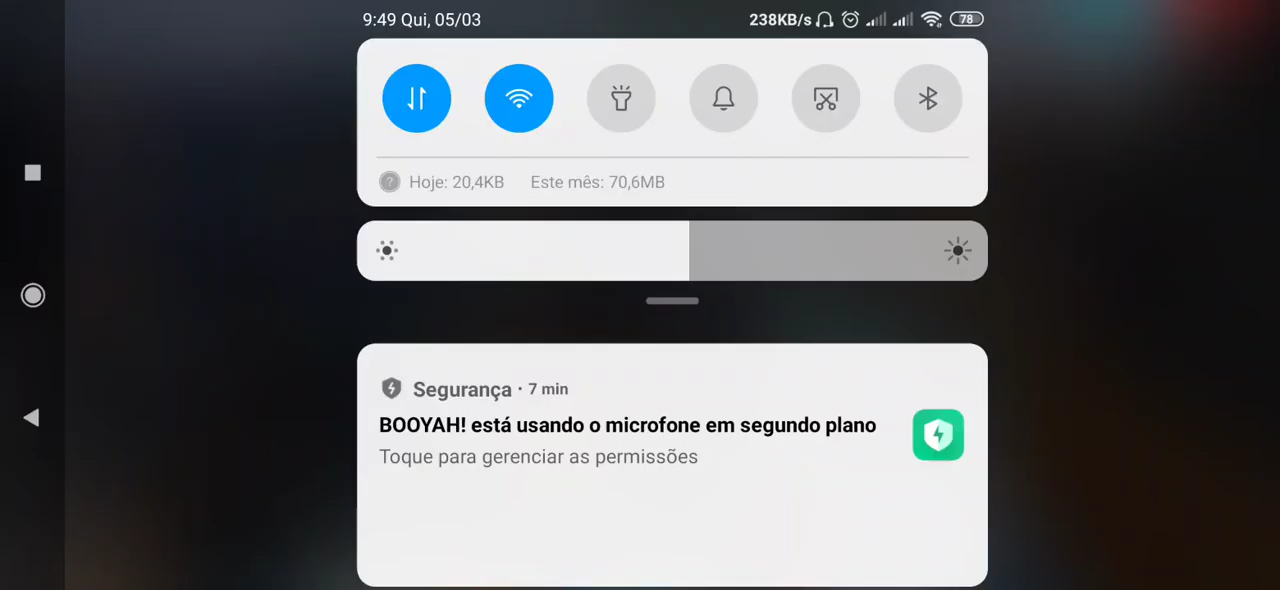 9:49 Qui, 05/03 238KB/s 78
Hoje: 20,4KB Este mês: 70,6MB
Segurança · 7 min
BOOYAH! está usando o microfone em segundo plano
Toque para gerenciar as permissões